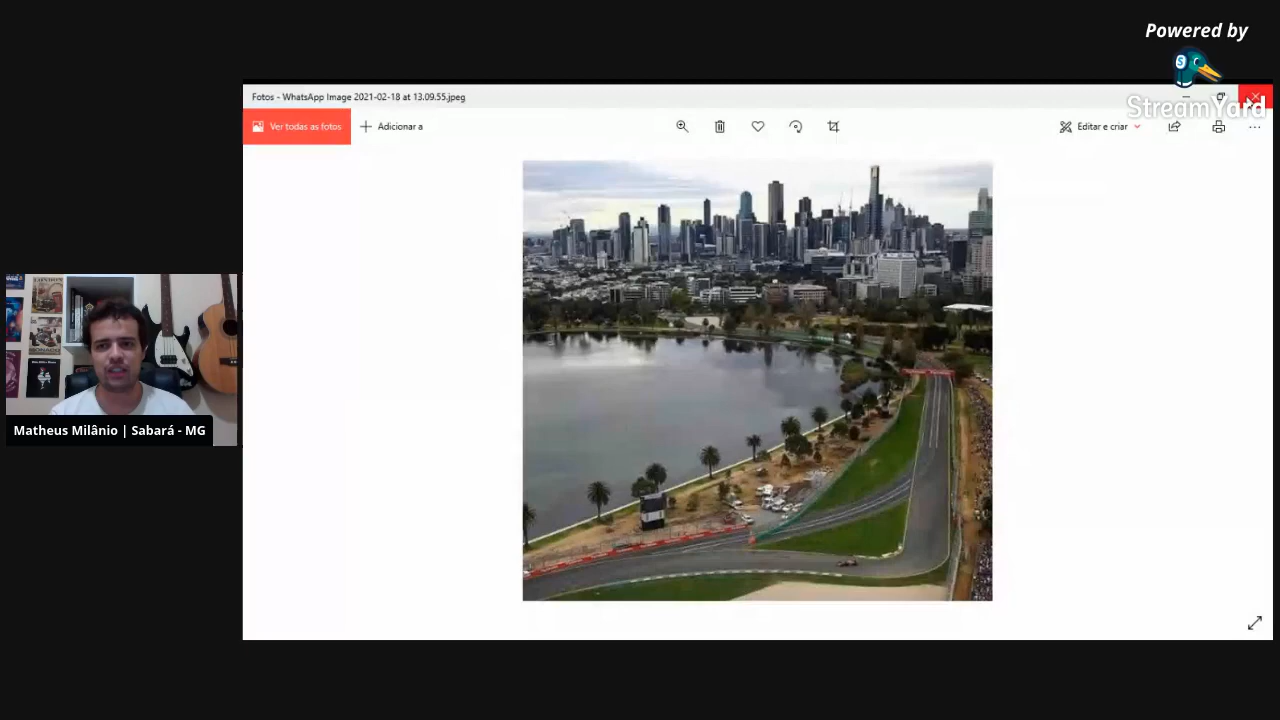 Powered by
StreamYard
Fotos - WhatsApp Image 2021-02-18 at 13.09.55.jpeg
Ver todas as fotos
Adicionar a
Editar e criar
Matheus Milânio | Sabará - MG